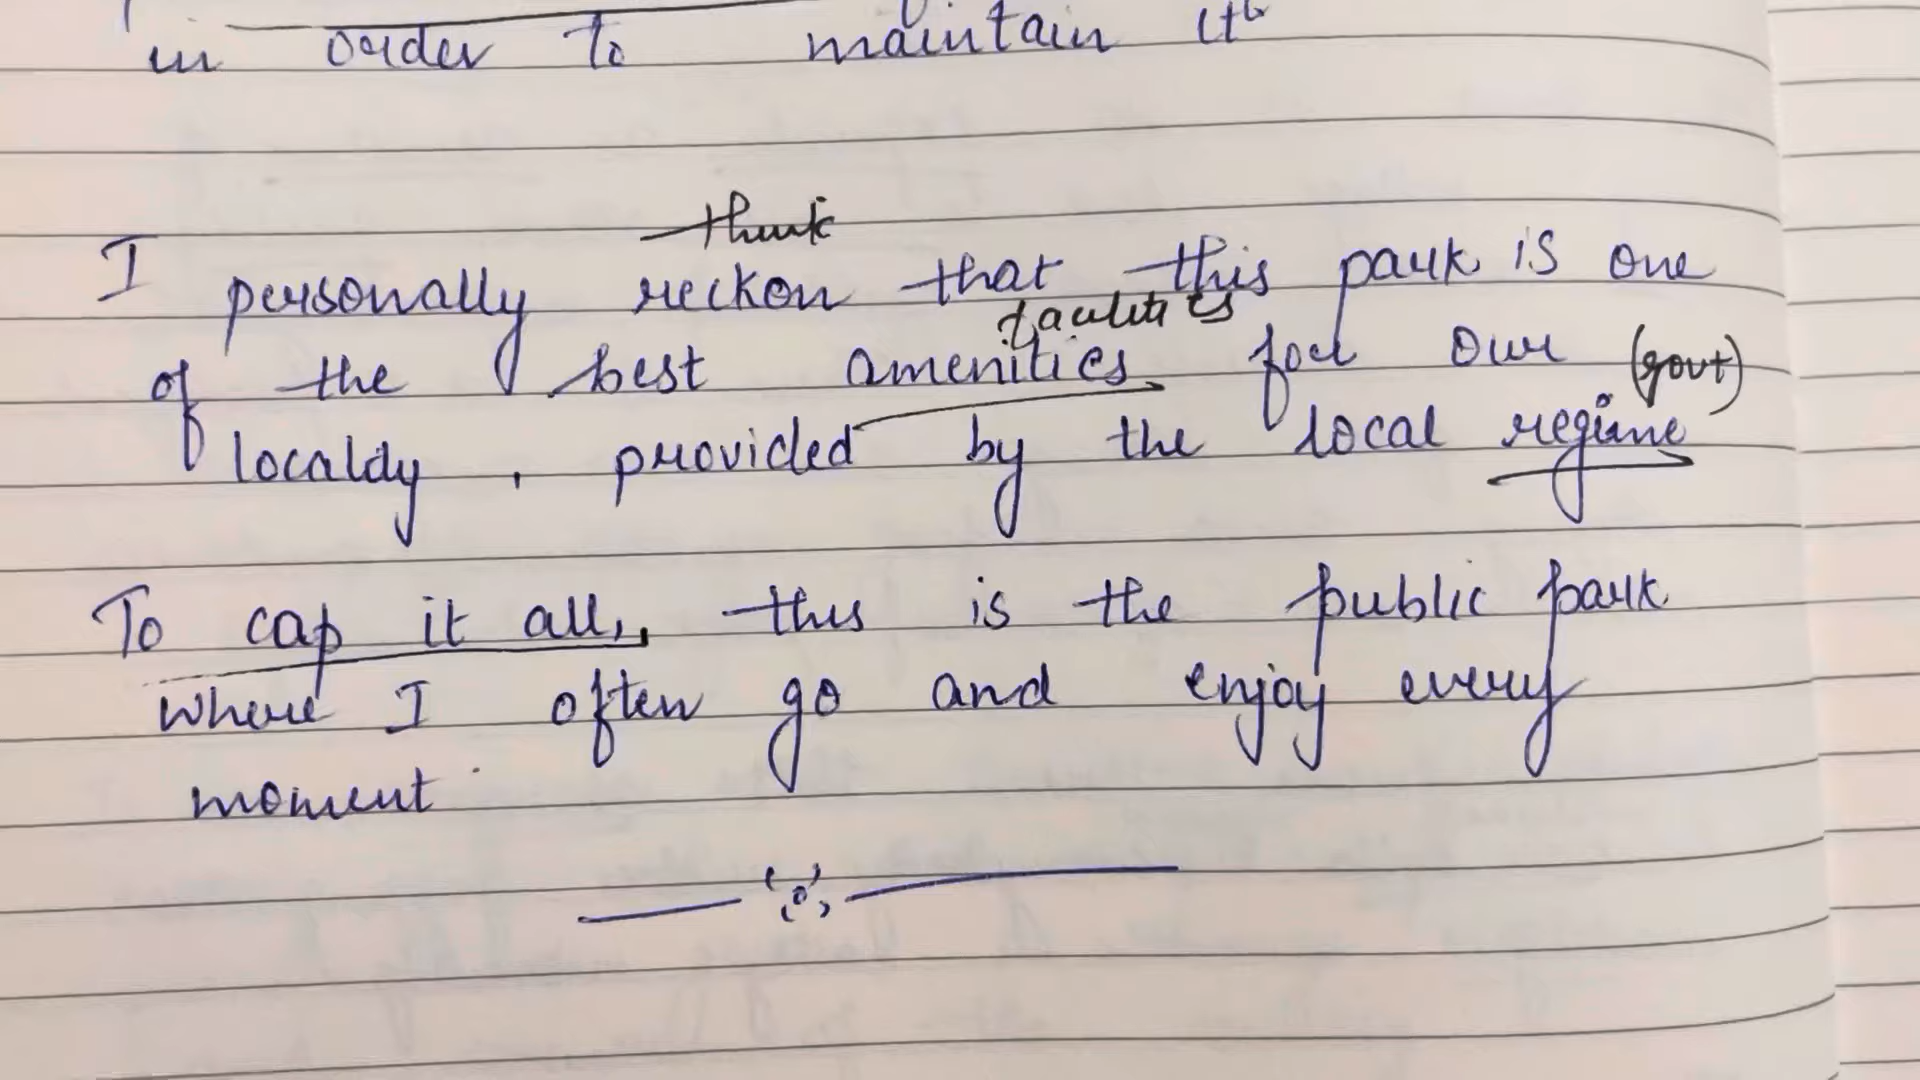 in order to maintain it
think
I personally reckon that this park is one
facilities
of the best amenities for our (govt)
localdy, provided by the local regime
To cap it all, this is the public park
where I often go and enjoy every
moment.